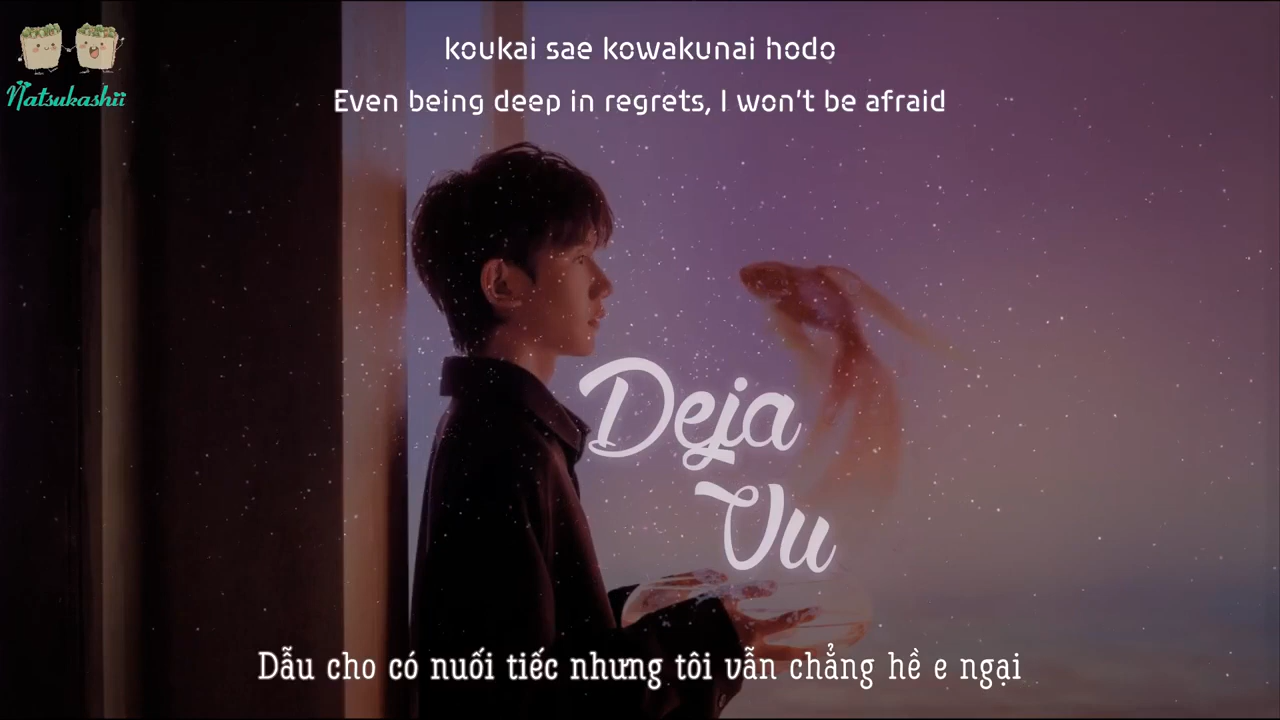 Natsukashii
koukai sae kowakunai hodo
Even being deep in regrets, I won't be afraid
Deja
Vu
Dẫu cho có nuối tiếc nhưng tôi vẫn chẳng hề e ngại